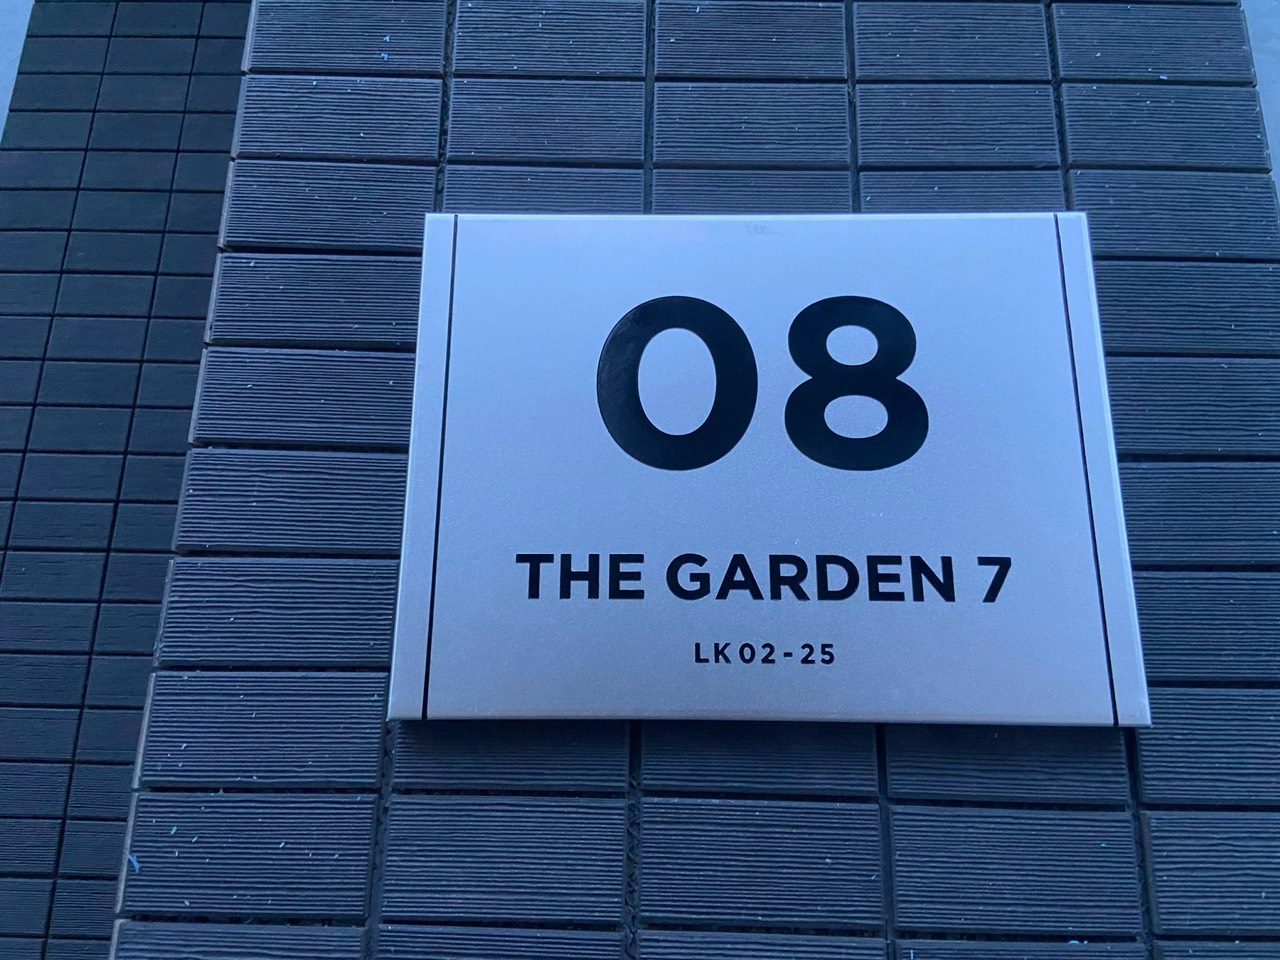 08
THE GARDEN 7
LK02-25